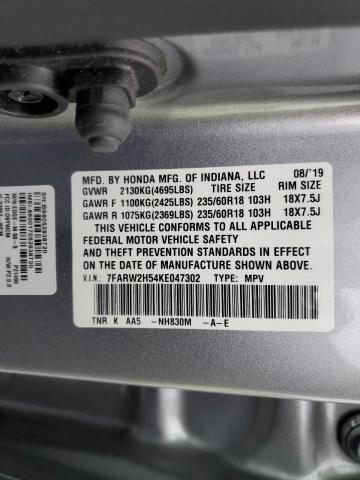 MFD. BY HONDA MFG. OF INDIANA, LLC 08/'19
GVWR 2130KG(4695LBS) TIRE SIZE RIM SIZE
GAWR F 1100KG(2425LBS) 235/60R18 103H 18X7.5J
GAWR R 1075KG(2369LBS) 235/60R18 103H 18X7.5J
THIS VEHICLE CONFORMS TO ALL APPLICABLE
FEDERAL MOTOR VEHICLE SAFETY, BUMPER, AND
THEFT PREVENTION STANDARDS IN EFFECT ON THE
DATE OF MANUFACTURE SHOWN ABOVE.
V.I.N.: 7FARW2H54KE047302 TYPE: MPV
TNR K AA5 -NH830M -A-E